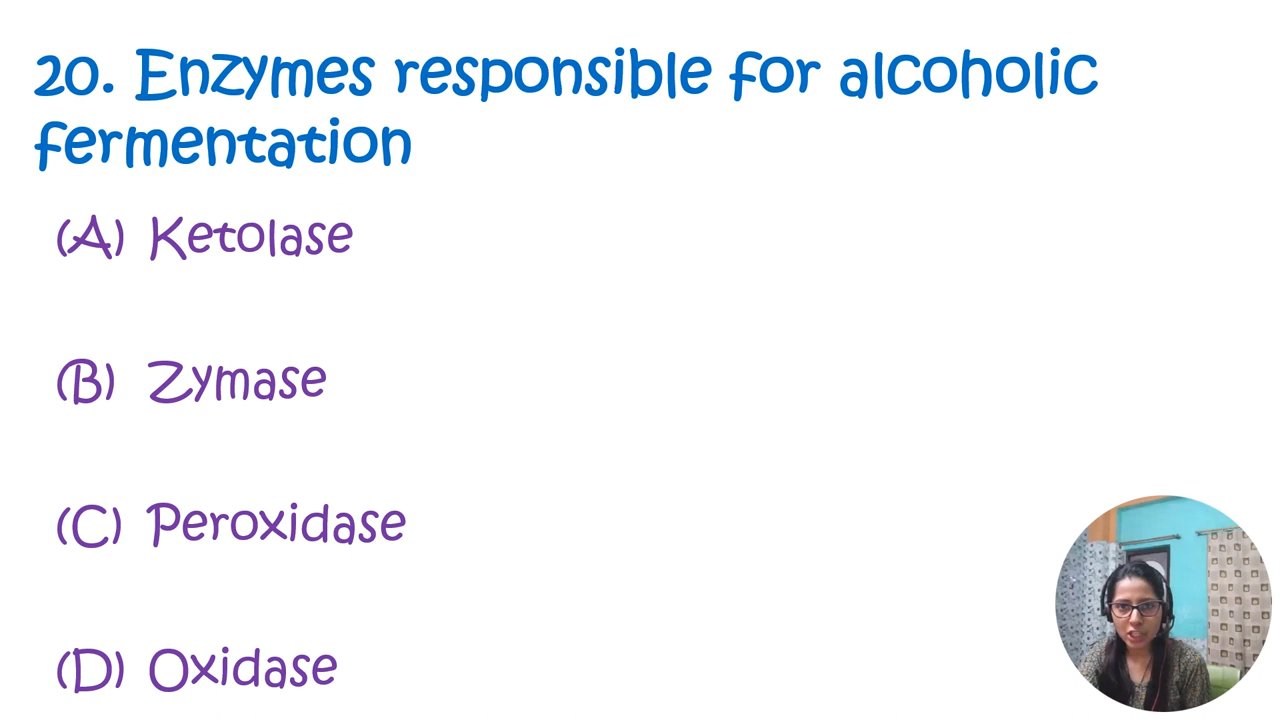 20. Enzymes responsible for alcoholic
fermentation
(A) Ketolase
(B) Zymase
(C) Peroxidase
(D) Oxidase